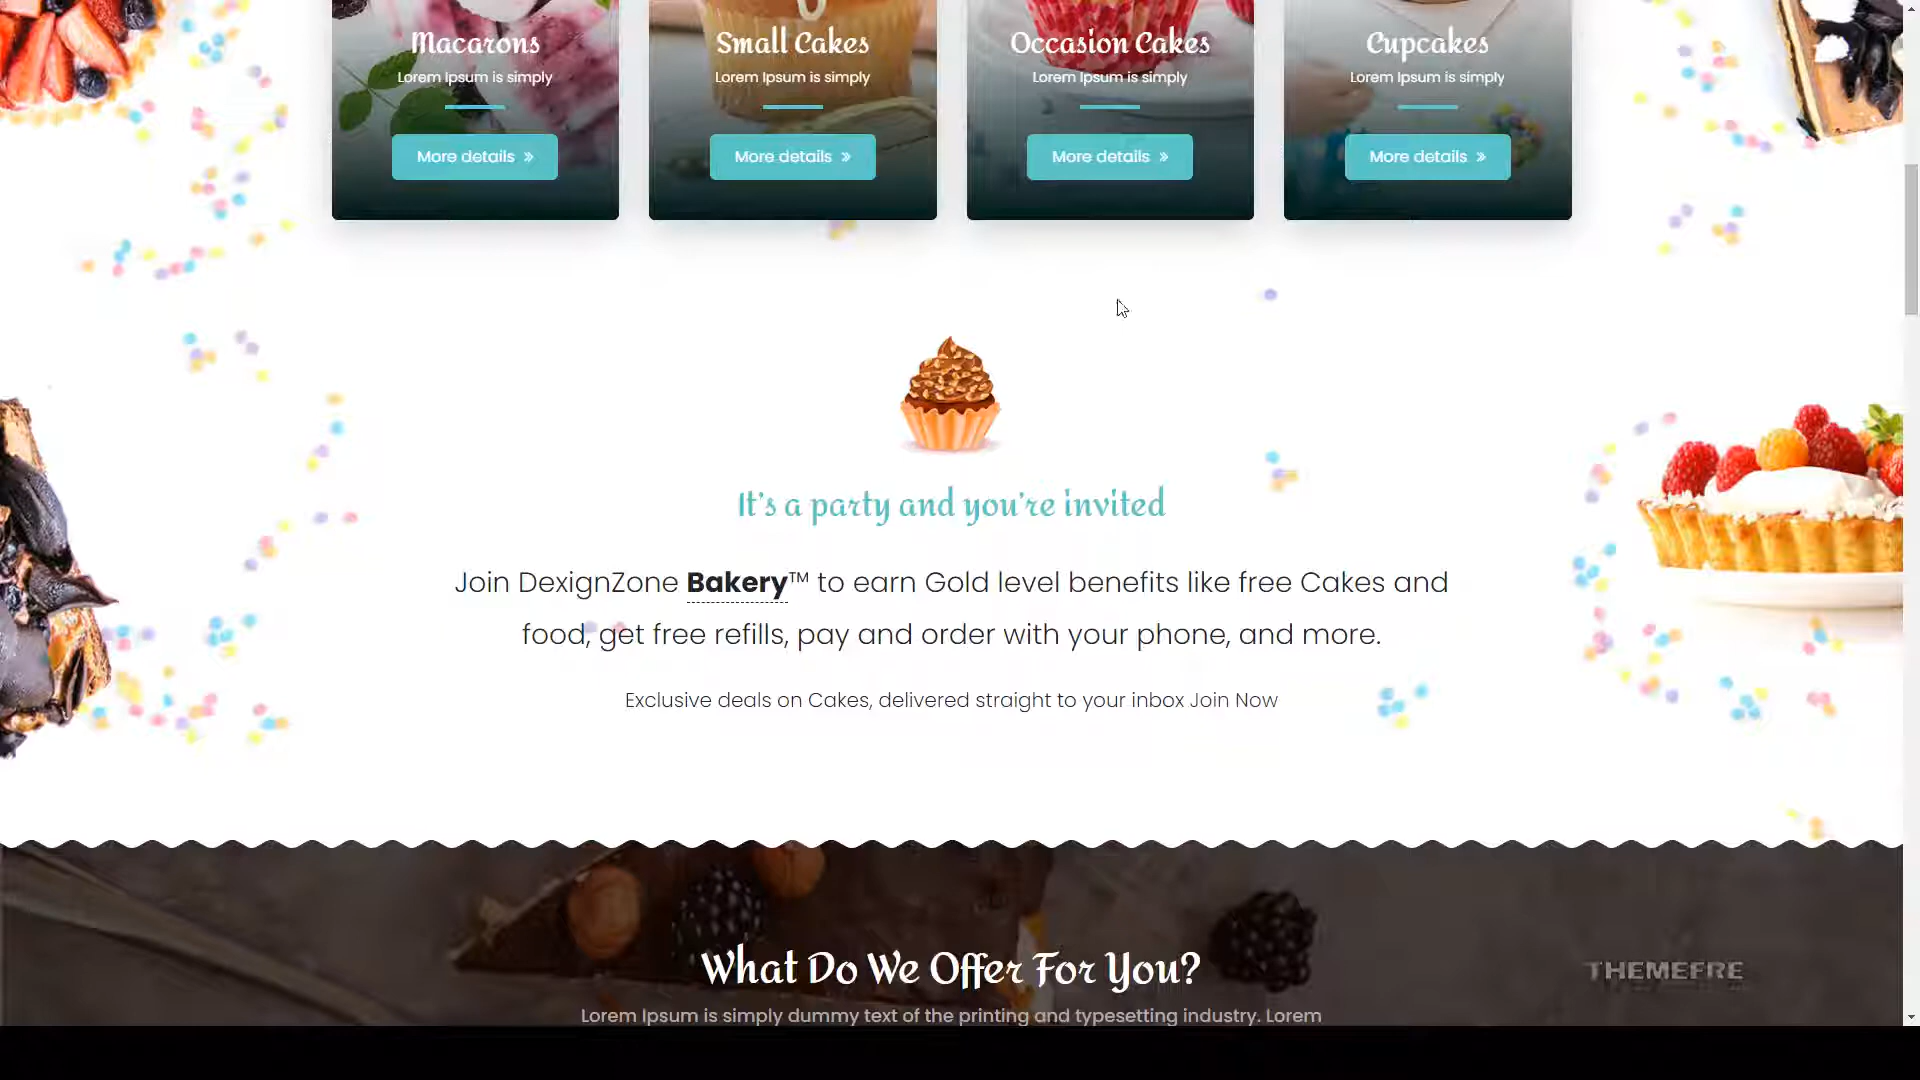 Macarons
Lorem Ipsum is simply
More details »
Small Cakes
Lorem Ipsum is simply
More details »
Occasion Cakes
Lorem Ipsum is simply
More details »
Cupcakes
Lorem Ipsum is simply
More details »
It's a party and you're invited
Join DexignZone Bakery™ to earn Gold level benefits like free Cakes and
food, get free refills, pay and order with your phone, and more.
Exclusive deals on Cakes, delivered straight to your inbox Join Now
What Do We Offer For You?
THEMEFRE
Lorem Ipsum is simply dummy text of the printing and typesetting industry. Lorem